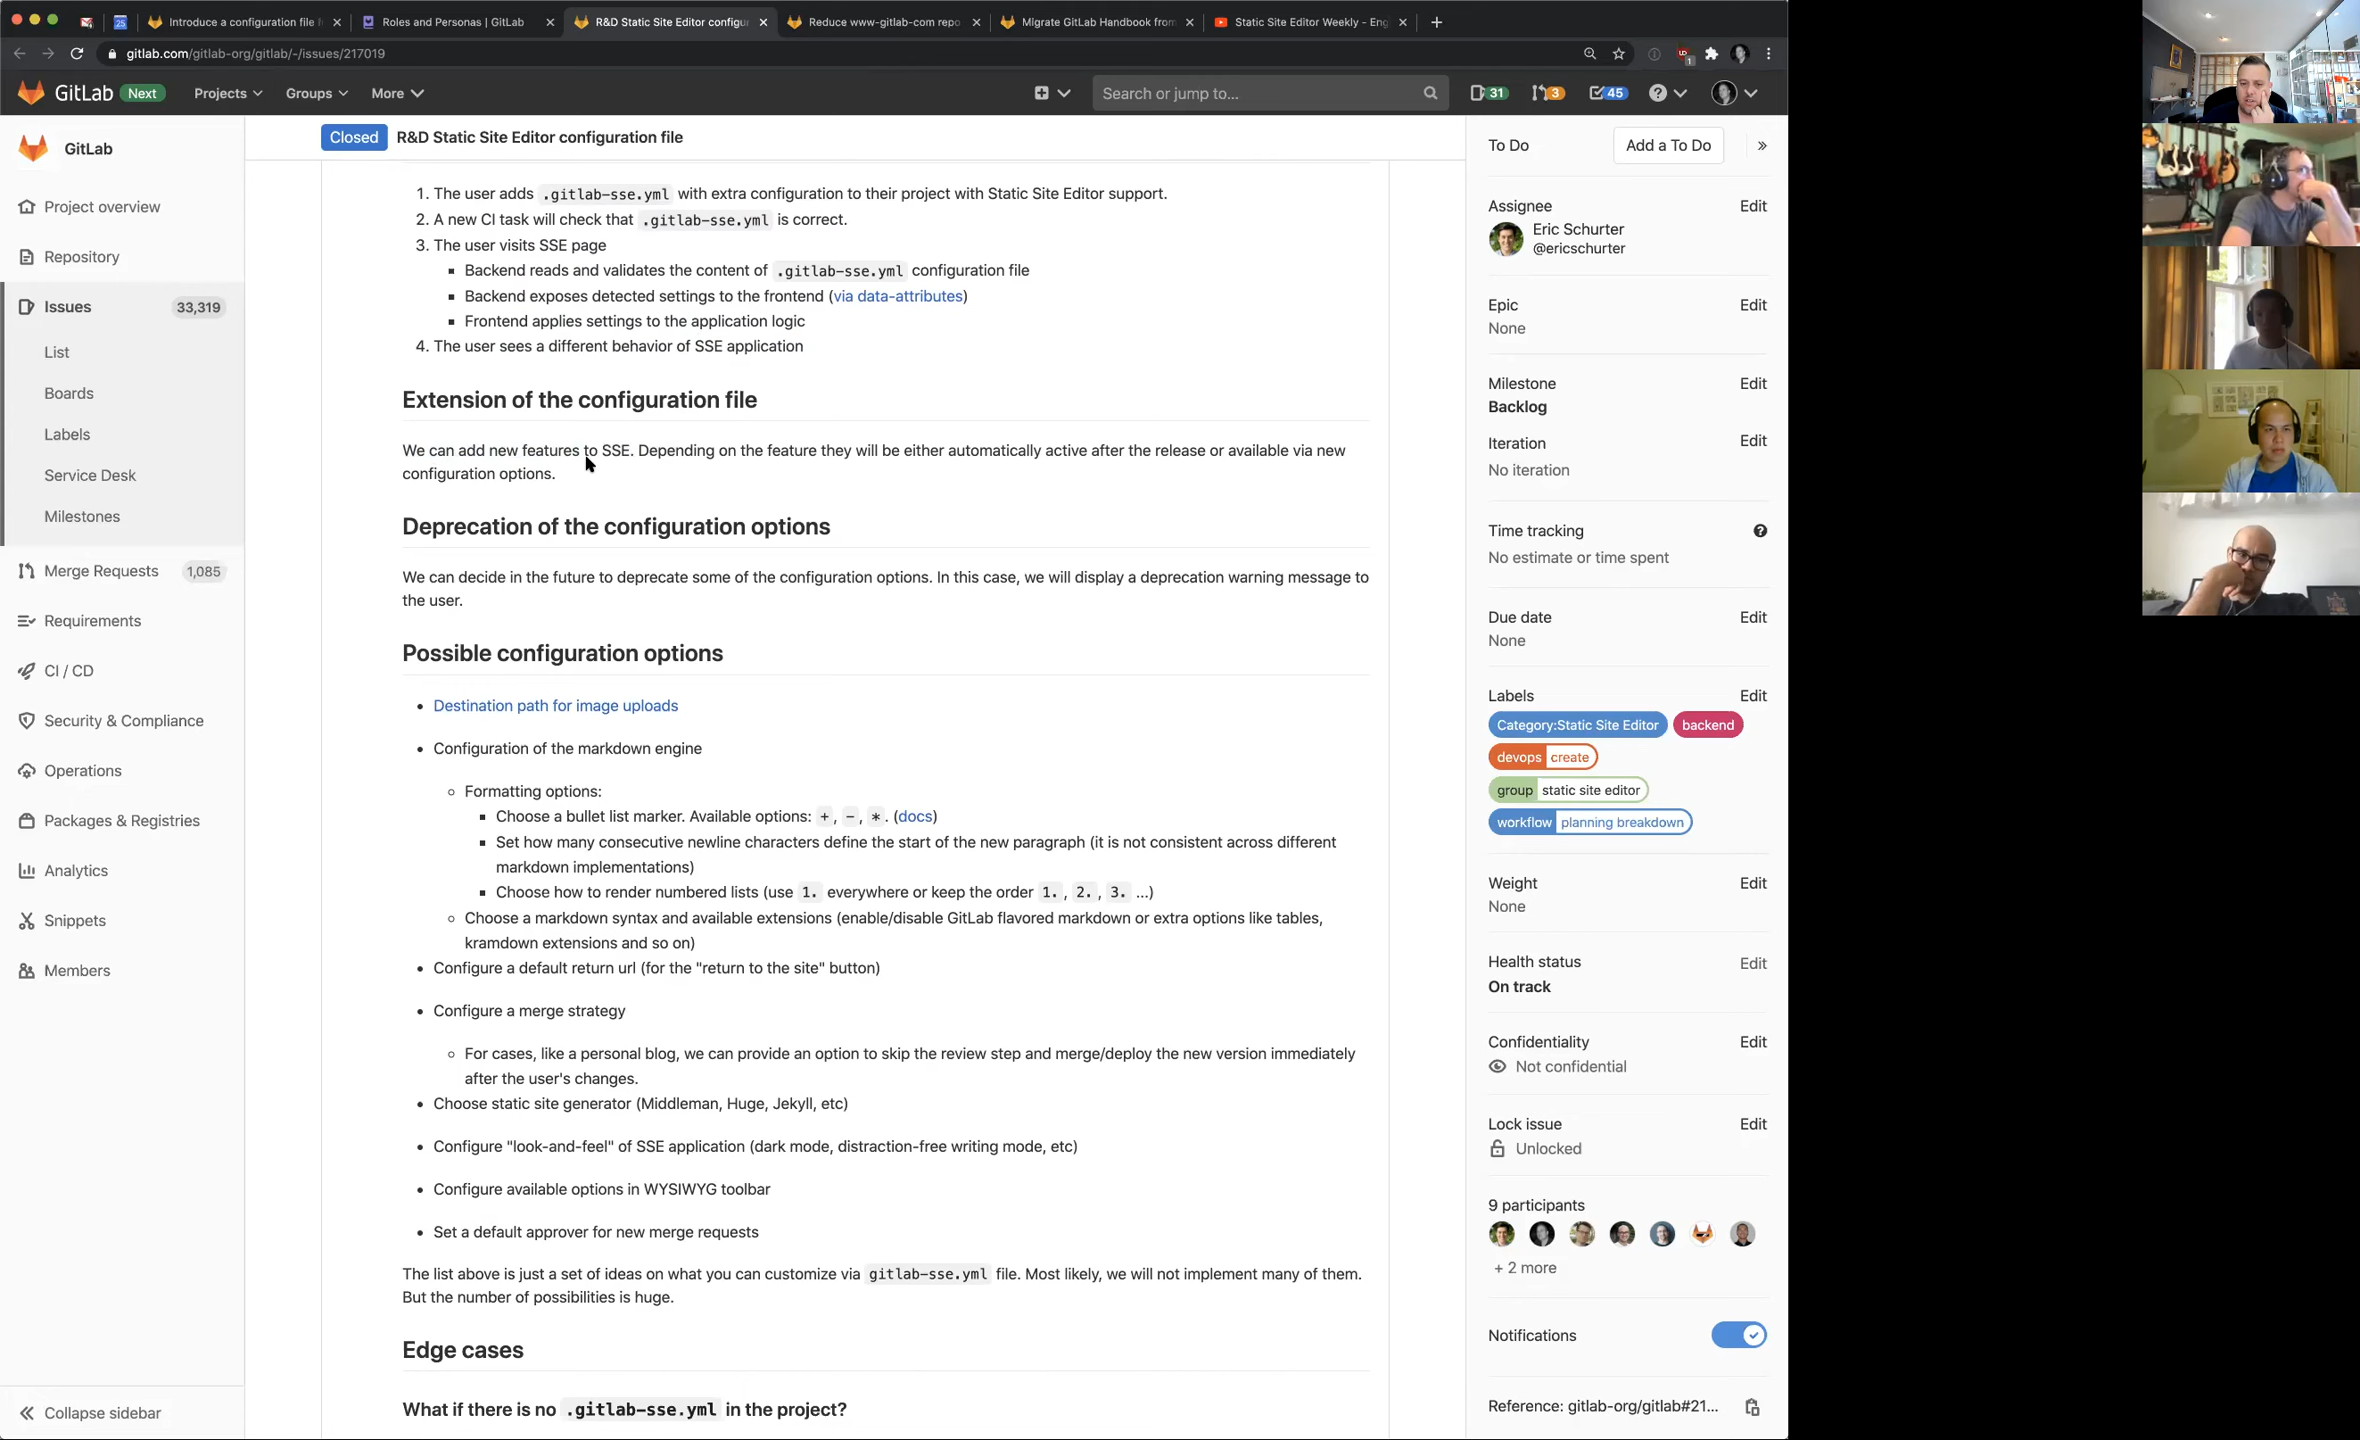 Introduce a configuration file f
Roles and Personas | GitLab
R&D Static Site Editor configur
Reduce www-gitlab-com repo
Migrate GitLab Handbook from
Static Site Editor Weekly - Eng
gitlab.com/gitlab-org/gitlab/-/issues/217019
GitLab Next
Projects
Groups
More
Search or jump to...
31
3
45
GitLab
Project overview
Repository
Issues 33,319
List
Boards
Labels
Service Desk
Milestones
Merge Requests 1,085
Requirements
CI / CD
Security & Compliance
Operations
Packages & Registries
Analytics
Snippets
Members
Collapse sidebar
Closed R&D Static Site Editor configuration file
1. The user adds .gitlab-sse.yml with extra configuration to their project with Static Site Editor support.
2. A new CI task will check that .gitlab-sse.yml is correct.
3. The user visits SSE page
▪ Backend reads and validates the content of .gitlab-sse.yml configuration file
▪ Backend exposes detected settings to the frontend (via data-attributes)
▪ Frontend applies settings to the application logic
4. The user sees a different behavior of SSE application
Extension of the configuration file
We can add new features to SSE. Depending on the feature they will be either automatically active after the release or available via new
configuration options.
Deprecation of the configuration options
We can decide in the future to deprecate some of the configuration options. In this case, we will display a deprecation warning message to
the user.
Possible configuration options
• Destination path for image uploads
• Configuration of the markdown engine
○ Formatting options:
▪ Choose a bullet list marker. Available options: +, -, *. (docs)
▪ Set how many consecutive newline characters define the start of the new paragraph (it is not consistent across different
markdown implementations)
▪ Choose how to render numbered lists (use 1. everywhere or keep the order 1., 2., 3. ...)
○ Choose a markdown syntax and available extensions (enable/disable GitLab flavored markdown or extra options like tables,
kramdown extensions and so on)
• Configure a default return url (for the "return to the site" button)
• Configure a merge strategy
○ For cases, like a personal blog, we can provide an option to skip the review step and merge/deploy the new version immediately
after the user's changes.
• Choose static site generator (Middleman, Huge, Jekyll, etc)
• Configure "look-and-feel" of SSE application (dark mode, distraction-free writing mode, etc)
• Configure available options in WYSIWYG toolbar
• Set a default approver for new merge requests
The list above is just a set of ideas on what you can customize via gitlab-sse.yml file. Most likely, we will not implement many of them.
But the number of possibilities is huge.
Edge cases
What if there is no .gitlab-sse.yml in the project?
To Do
Add a To Do
Assignee Edit
Eric Schurter
@ericschurter
Epic Edit
None
Milestone Edit
Backlog
Iteration Edit
No iteration
Time tracking
No estimate or time spent
Due date Edit
None
Labels Edit
Category:Static Site Editor backend
devops create
group static site editor
workflow planning breakdown
Weight Edit
None
Health status Edit
On track
Confidentiality Edit
Not confidential
Lock issue Edit
Unlocked
9 participants
+ 2 more
Notifications
Reference: gitlab-org/gitlab#21...